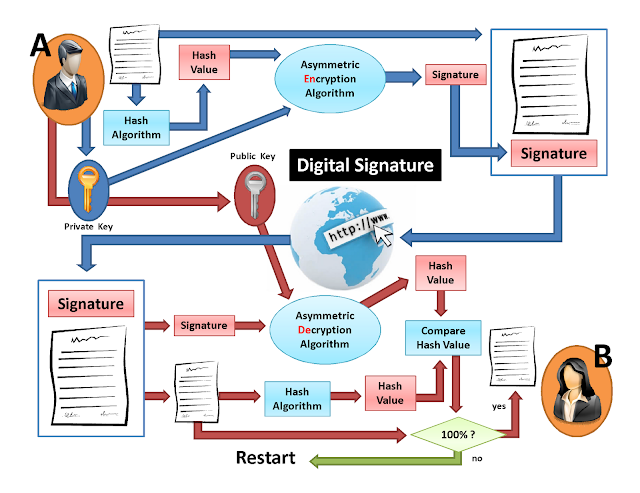 A
Hash
Value
Asymmetric
Encryption
Algorithm
Signature
Hash
Algorithm
Signature
Public Key
Digital Signature
Private Key
http://www
Signature
Hash
Value
Signature
Asymmetric
Decryption
Algorithm
Compare
Hash Value
B
Hash
Algorithm
Hash
Value
yes
100% ?
Restart
no